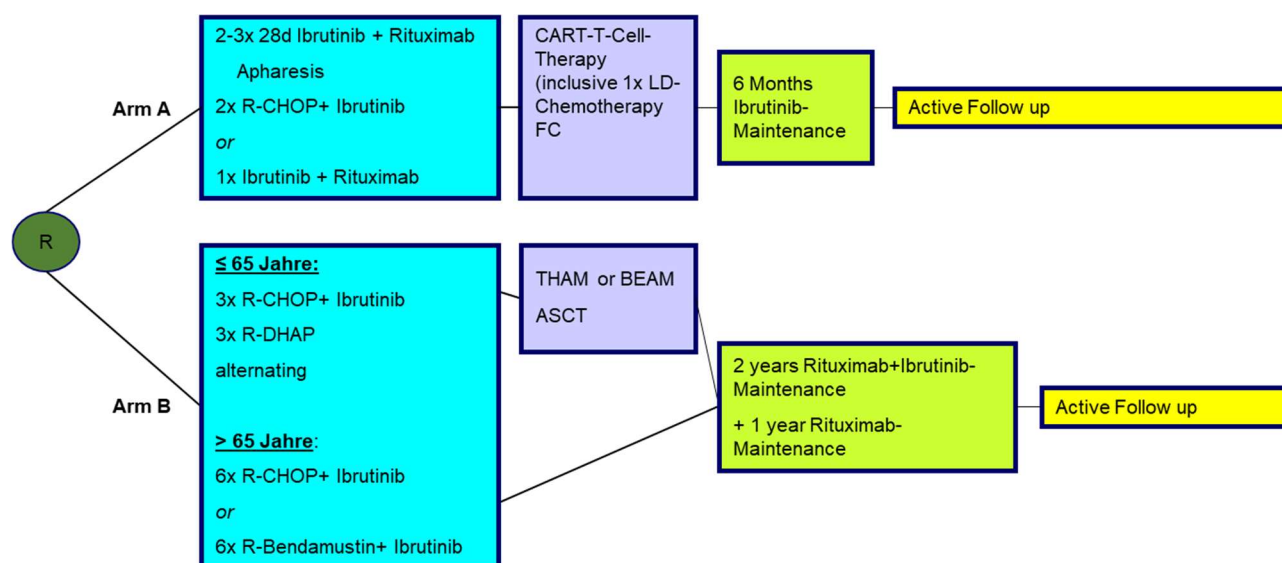 R
Arm A
2-3x 28d Ibrutinib + Rituximab
Apharesis
2x R-CHOP+ Ibrutinib
or
1x Ibrutinib + Rituximab
CART-T-Cell-
Therapy
(inclusive 1x LD-
Chemotherapy
FC
6 Months
Ibrutinib-
Maintenance
Active Follow up
Arm B
≤ 65 Jahre:
3x R-CHOP+ Ibrutinib
3x R-DHAP
alternating
> 65 Jahre:
6x R-CHOP+ Ibrutinib
or
6x R-Bendamustin+ Ibrutinib
THAM or BEAM
ASCT
2 years Rituximab+Ibrutinib-
Maintenance
+ 1 year Rituximab-
Maintenance
Active Follow up